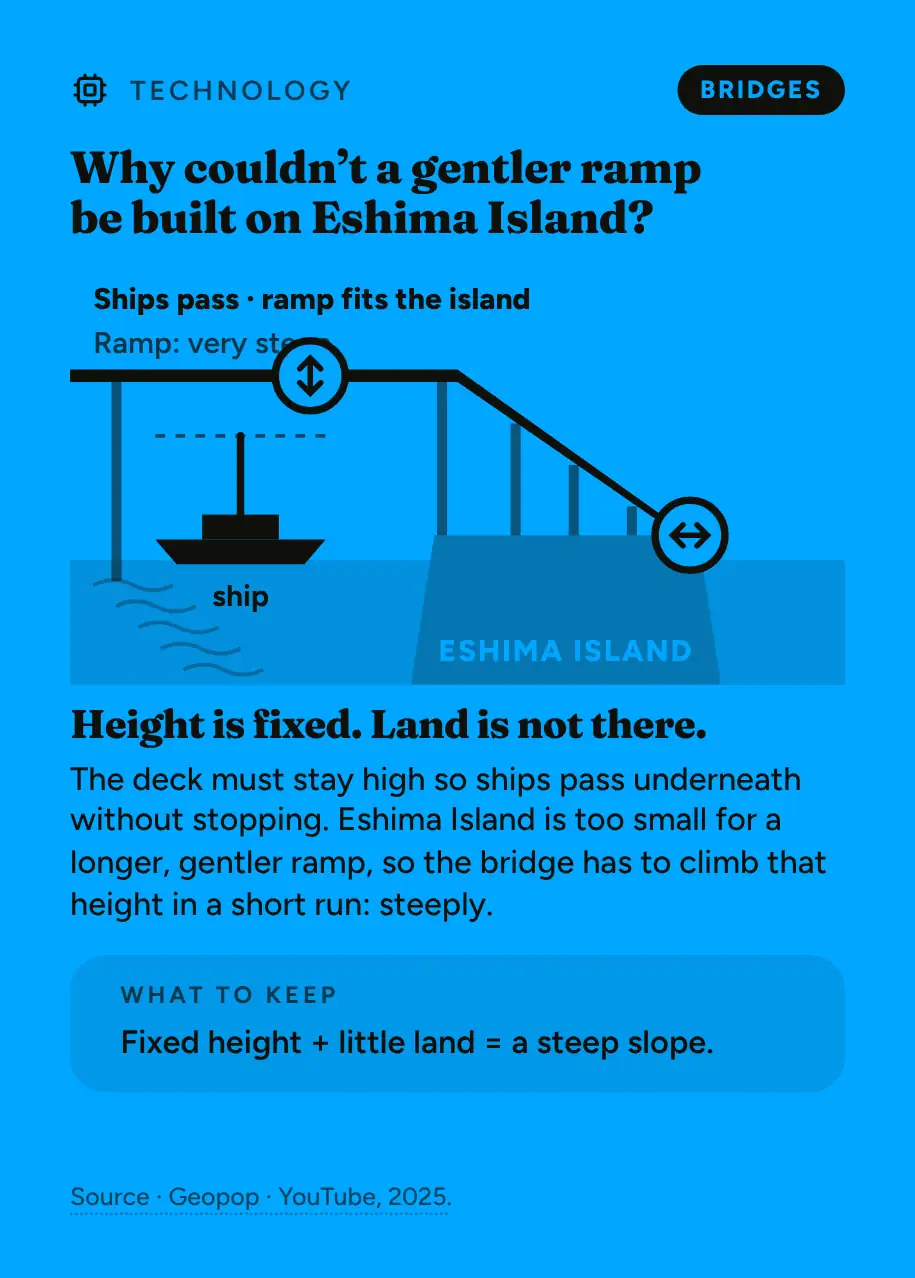 TECHNOLOGY
BRIDGES
Why couldn’t a gentler ramp
be built on Eshima Island?
Ships pass · ramp fits the island
Ramp: very
ship
ESHIMA ISLAND
Height is fixed. Land is not there.
The deck must stay high so ships pass underneath
without stopping. Eshima Island is too small for a
longer, gentler ramp, so the bridge has to climb that
height in a short run: steeply.
WHAT TO KEEP
Fixed height + little land = a steep slope.
Source · Geopop · YouTube, 2025.